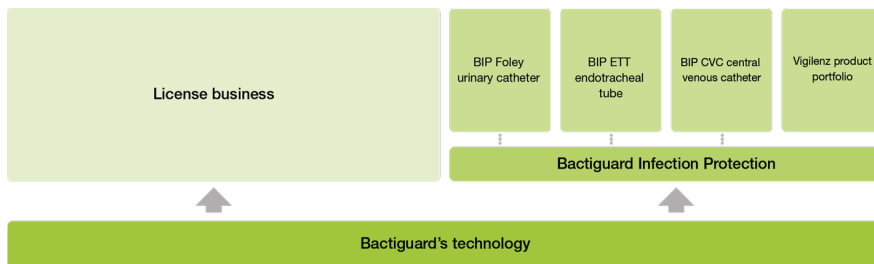 License business
BIP Foley
urinary catheter
BIP ETT
endotracheal
tube
BIP CVC central
venous catheter
Vigilenz product
portfolio
Bactiguard Infection Protection
Bactiguard's technology